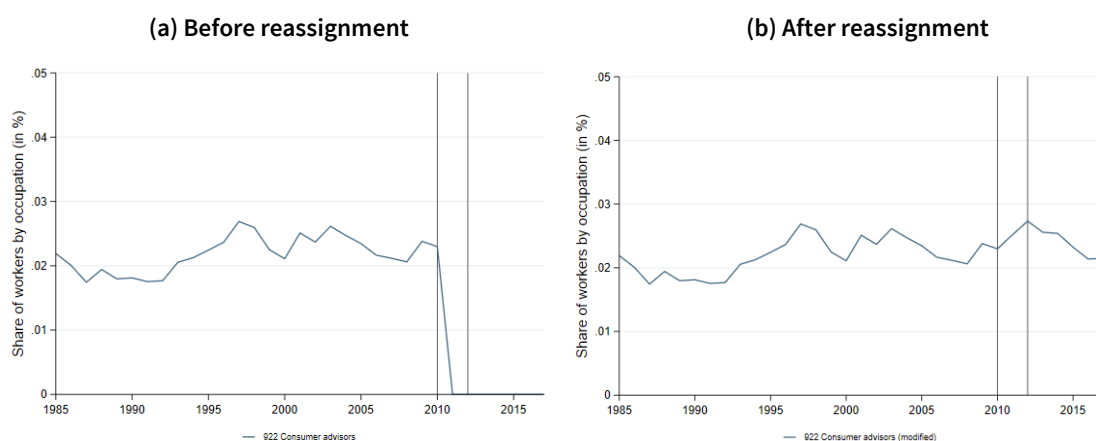 (a) Before reassignment
Share of workers by occupation (in %)
.05
.04
.03
.02
.01
0
1985 1990 1995 2000 2005 2010 2015
922 Consumer advisors
(b) After reassignment
Share of workers by occupation (in %)
.05
.04
.03
.02
.01
0
1985 1990 1995 2000 2005 2010 2015
922 Consumer advisors (modified)